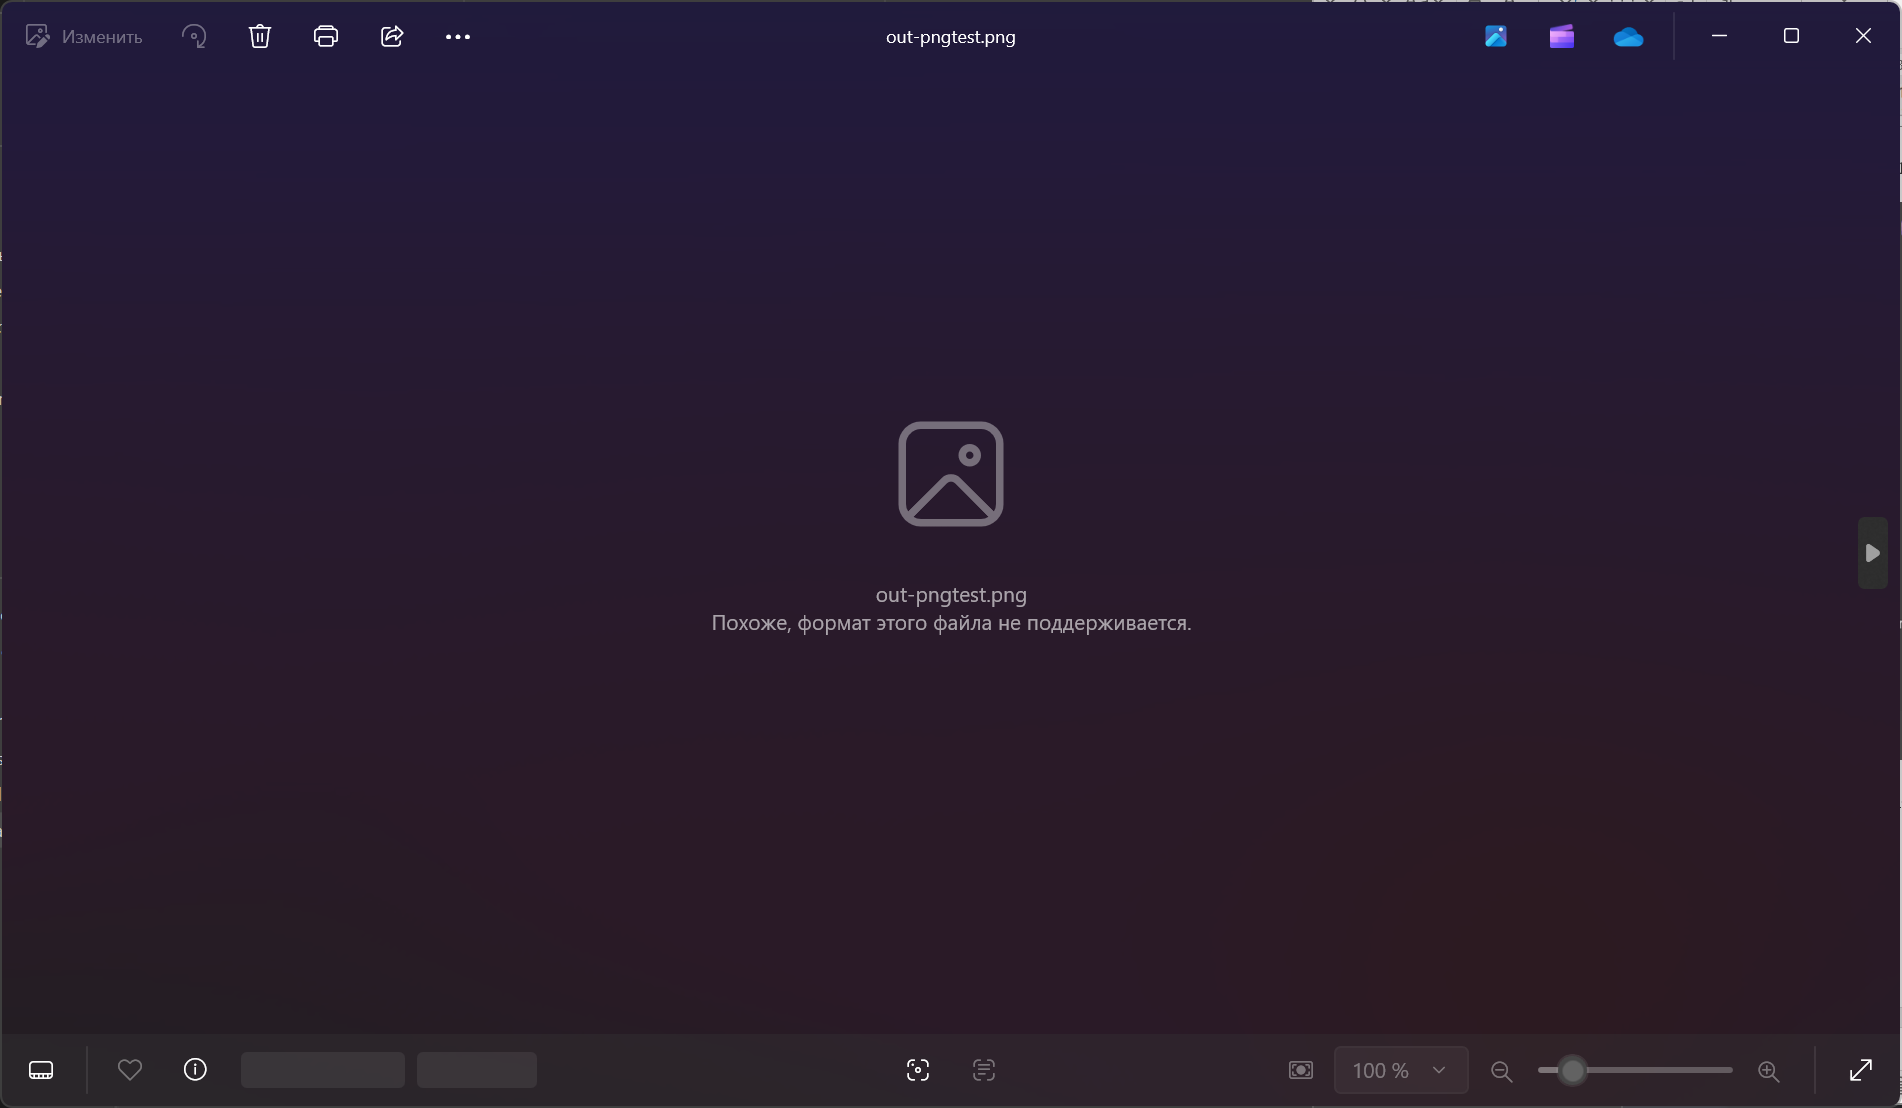 Изменить
out-pngtest.png
out-pngtest.png
Похоже, формат этого файла не поддерживается.
100 %